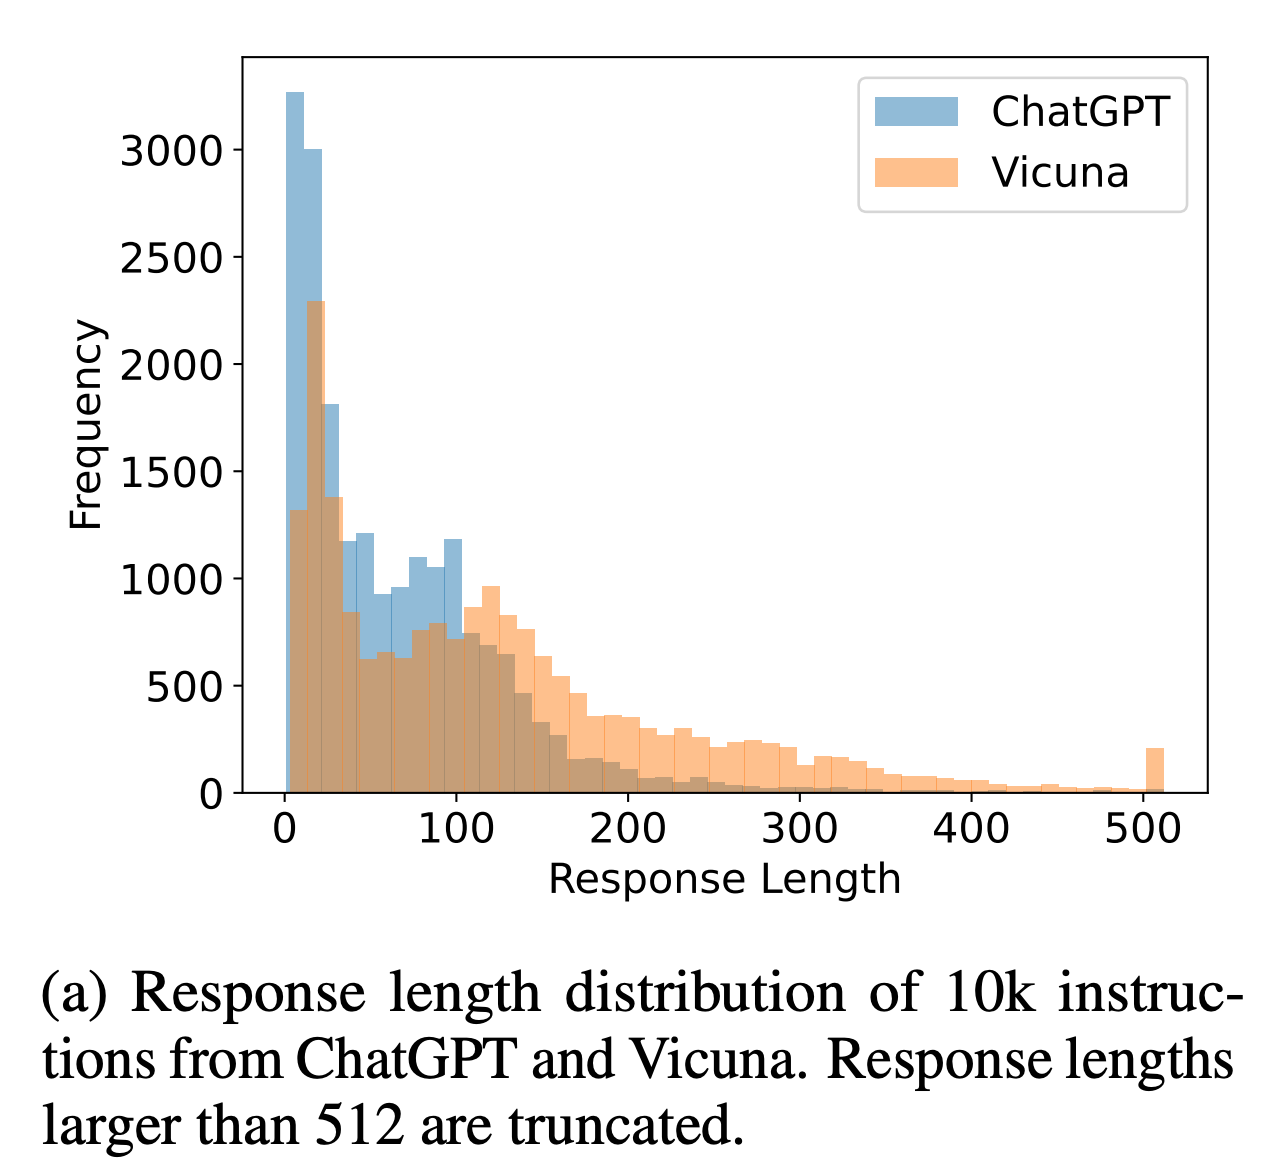 ChatGPT
Vicuna
3000
2500
2000
1500
1000
500
0
Frequency
0 100 200 300 400 500
Response Length
(a) Response length distribution of 10k instruc-
tions from ChatGPT and Vicuna. Response lengths
larger than 512 are truncated.